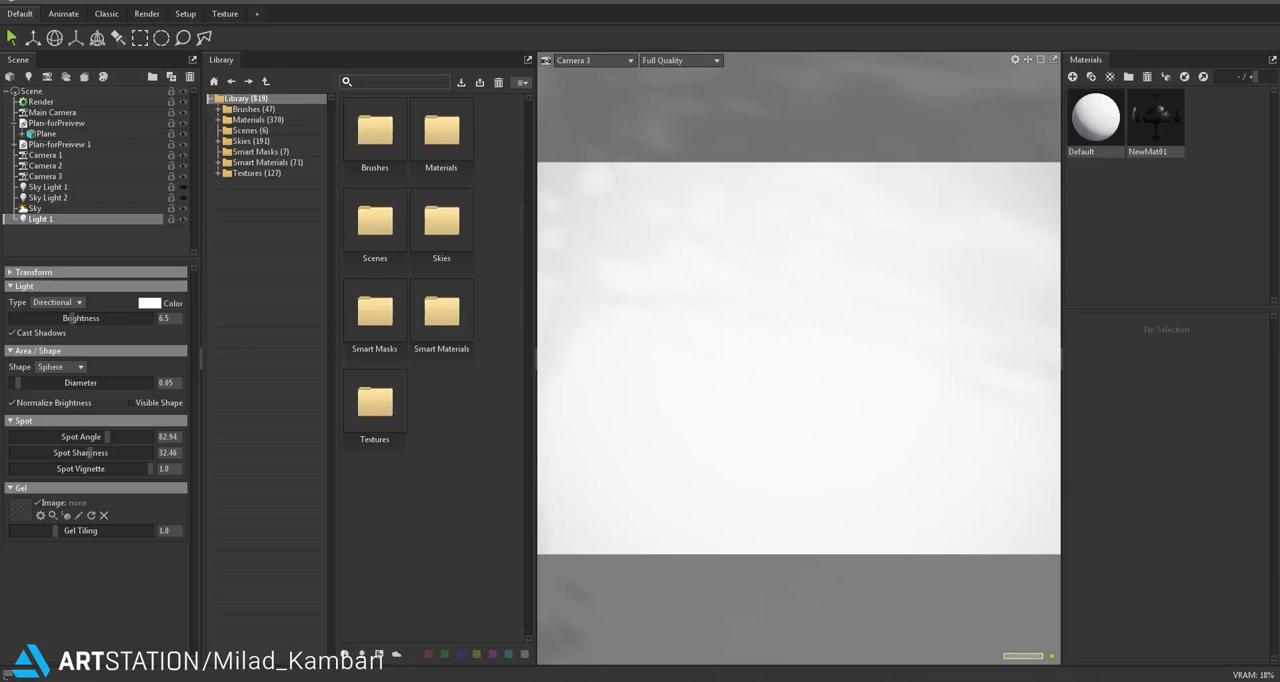 Default Animate Classic Render Setup Texture +
Scene
Library
Camera 3
Full Quality
Materials
- / +
Scene
Render
Main Camera
Plan-forPreivew
Plane
Plan-forPreivew 1
Camera 1
Camera 2
Camera 3
Sky Light 1
Sky Light 2
Sky
Light 1
Library (819)
Brushes (47)
Materials (370)
Scenes (6)
Skies (191)
Smart Masks (7)
Smart Materials (71)
Textures (127)
Brushes
Materials
Scenes
Skies
Smart Masks
Smart Materials
Textures
Default
NewMat01
No Selection
Transform
Light
Type Directional Color
Brightness 6.5
Cast Shadows
Area / Shape
Shape Sphere
Diameter 0.05
Normalize Brightness Visible Shape
Spot
Spot Angle 82.94
Spot Sharpness 32.46
Spot Vignette 1.0
Gel
Image: none
Gel Tiling 1.0
ARTSTATION/Milad_Kambari
VRAM: 18%